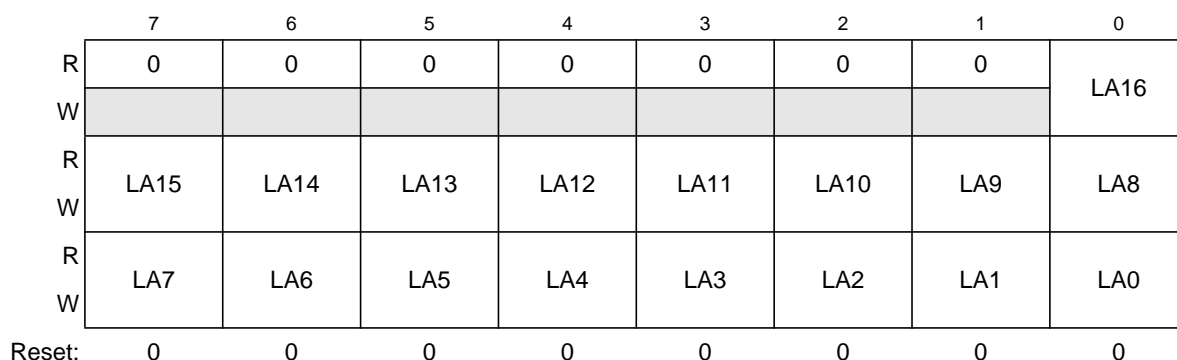 7 6 5 4 3 2 1 0
R 0 0 0 0 0 0 0 LA16
W
R LA15 LA14 LA13 LA12 LA11 LA10 LA9 LA8
W
R LA7 LA6 LA5 LA4 LA3 LA2 LA1 LA0
W
Reset: 0 0 0 0 0 0 0 0